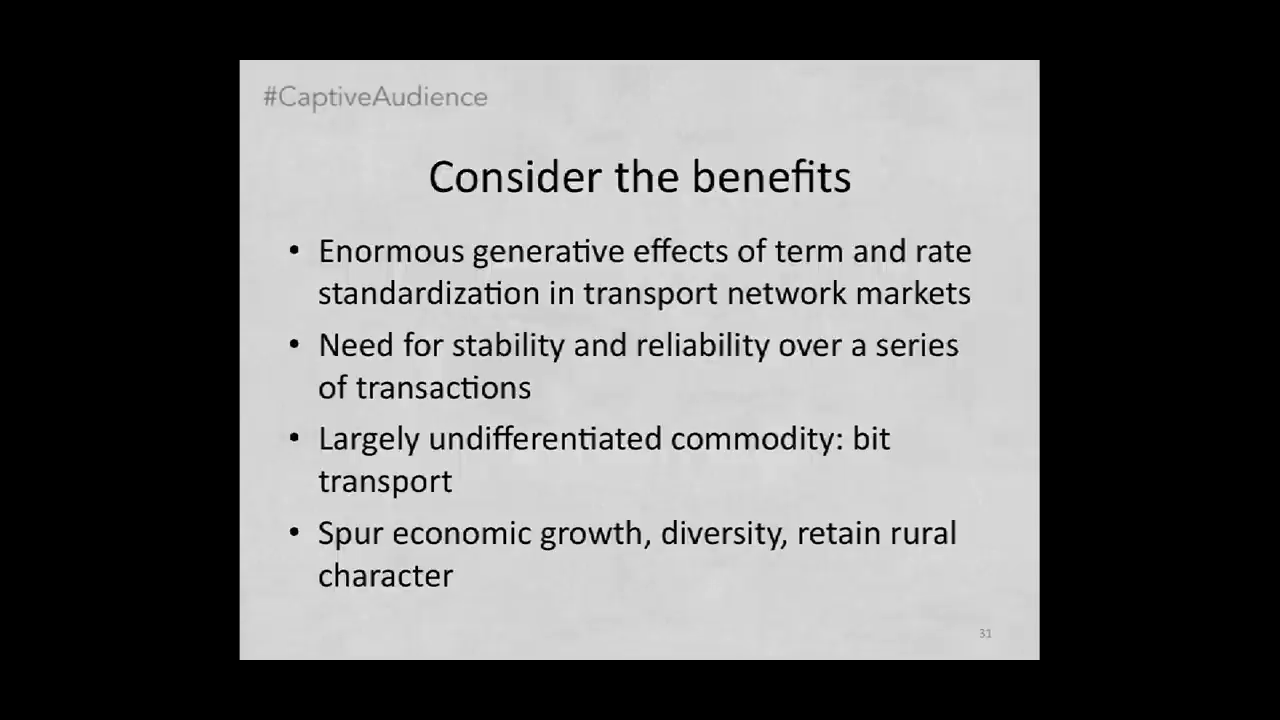 #CaptiveAudience
Consider the benefits
• Enormous generative effects of term and rate
standardization in transport network markets
• Need for stability and reliability over a series
of transactions
• Largely undifferentiated commodity: bit
transport
• Spur economic growth, diversity, retain rural
character
31